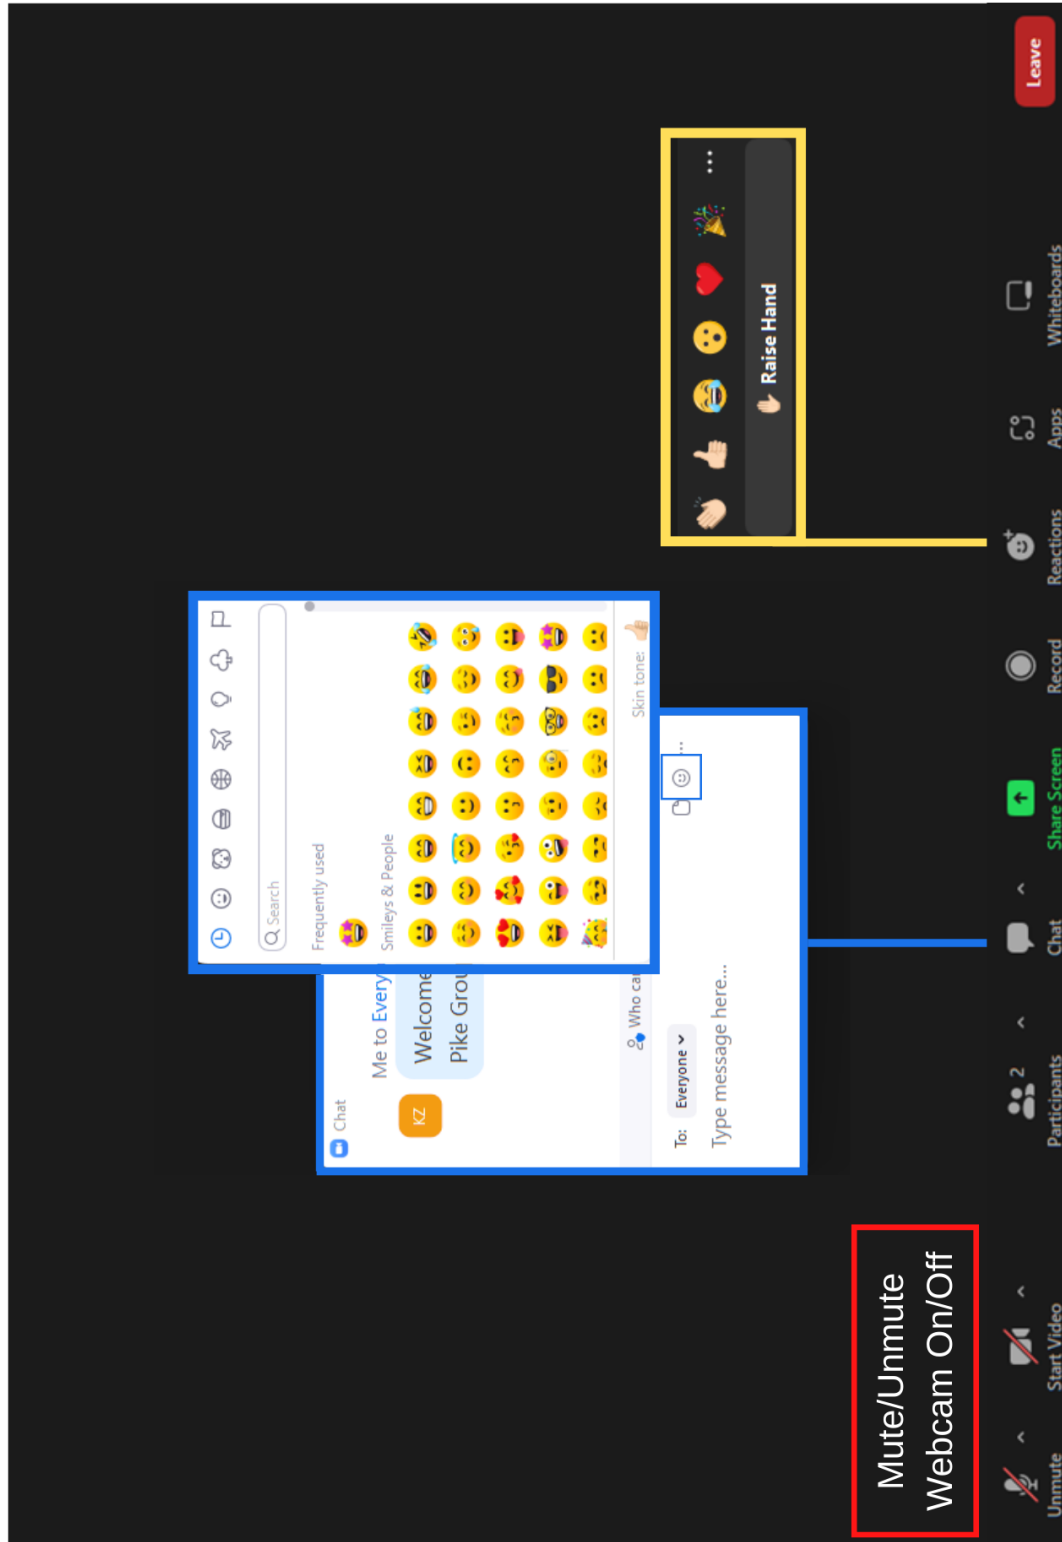 Search
Frequently used
Smileys & People
Skin tone:
Chat
Me to Every
KZ
Welcome
Pike Grou
Who ca
To: Everyone
Type message here...
Raise Hand
Mute/Unmute
Webcam On/Off
Unmute
Start Video
Participants
2
Chat
Share Screen
Record
Reactions
Apps
Whiteboards
Leave